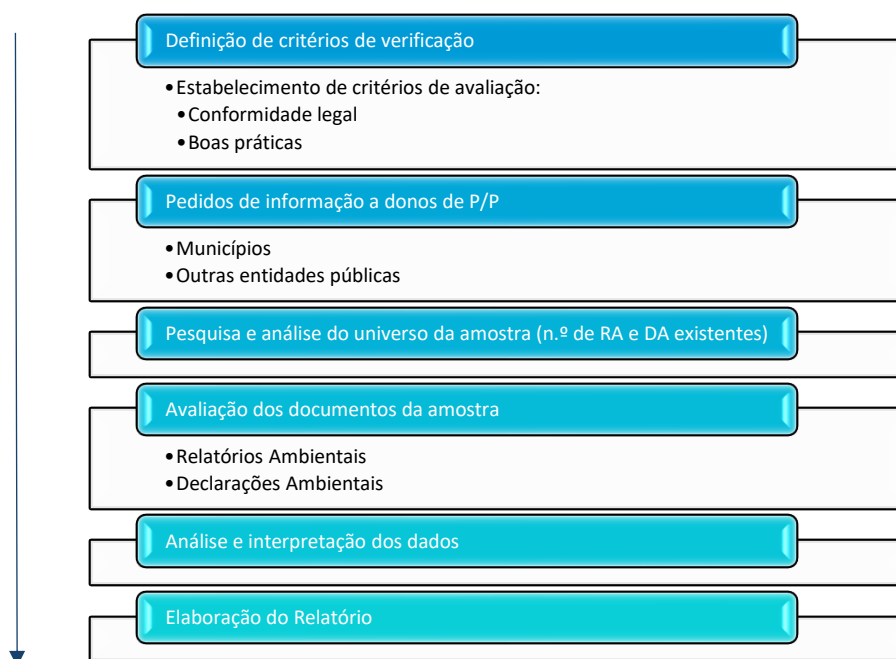 Definição de critérios de verificação
•Estabelecimento de critérios de avaliação:
•Conformidade legal
•Boas práticas
Pedidos de informação a donos de P/P
•Municípios
•Outras entidades públicas
Pesquisa e análise do universo da amostra (n.º de RA e DA existentes)
Avaliação dos documentos da amostra
•Relatórios Ambientais
•Declarações Ambientais
Análise e interpretação dos dados
Elaboração do Relatório